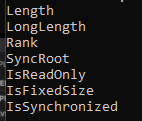 Length
LongLength
Rank
SyncRoot
IsReadOnly
IsFixedSize
IsSynchronized